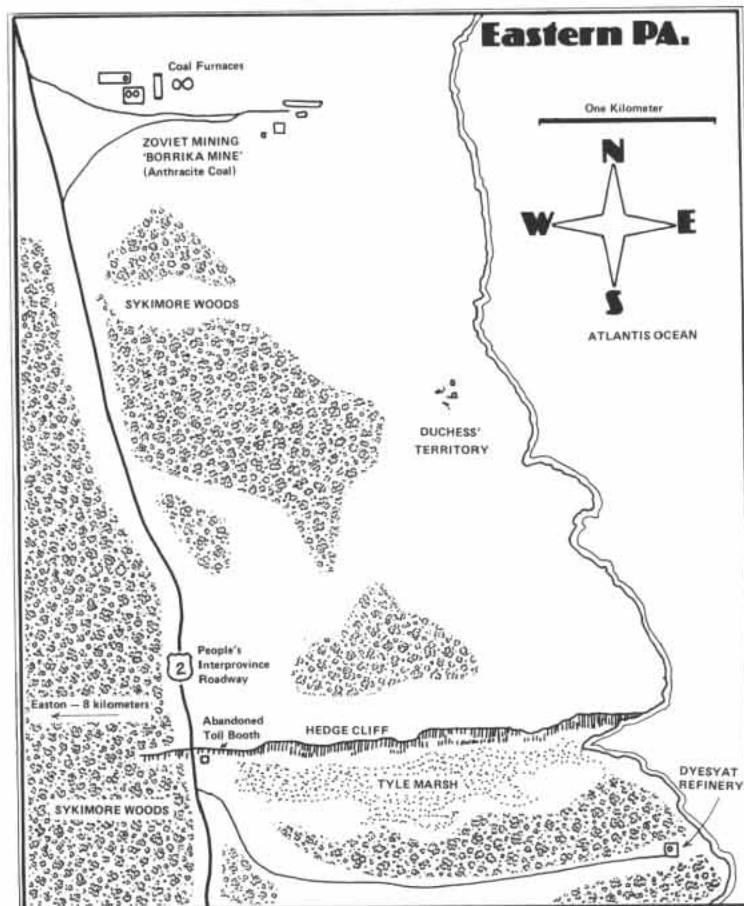 Eastern PA.
Coal Furnaces
One Kilometer
ZOVIET MINING
'BORRIKA MINE'
(Anthracite Coal)
N
W
E
S
SYKIMORE WOODS
ATLANTIS OCEAN
DUCHESS'
TERRITORY
2
People's
Interprovince
Roadway
Easton — 8 kilometers
Abandoned
Toll Booth
HEDGE CLIFF
TYLE MARSH
DYESYAT
REFINERY
SYKIMORE WOODS